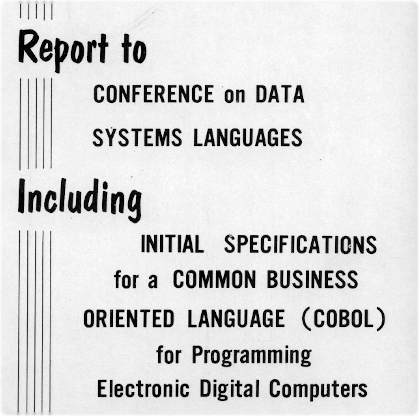 Report to
CONFERENCE on DATA
SYSTEMS LANGUAGES
Including
INITIAL SPECIFICATIONS
for a COMMON BUSINESS
ORIENTED LANGUAGE (COBOL)
for Programming
Electronic Digital Computers